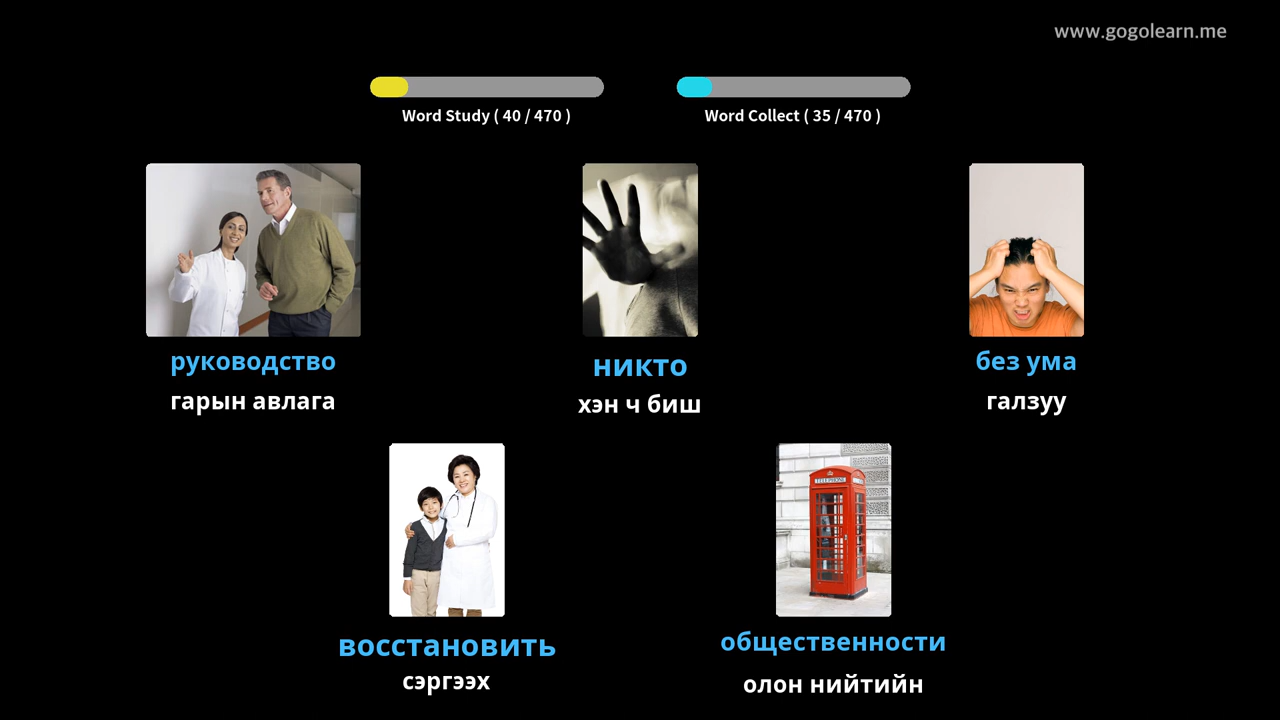 www.gogolearn.me
Word Study ( 40 / 470 )
Word Collect ( 35 / 470 )
руководство
никто
без ума
гарын авлага
хэн ч биш
галзуу
TELEPHONE
восстановить
общественности
сэргээх
олон нийтийн